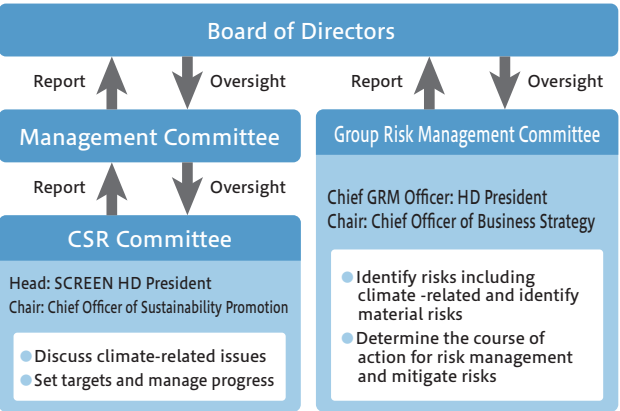 Board of Directors
Report
Oversight
Report
Oversight
Management Committee
Report
Oversight
CSR Committee
Head: SCREEN HD President
Chair: Chief Officer of Sustainability Promotion
Discuss climate-related issues
Set targets and manage progress
Group Risk Management Committee
Chief GRM Officer: HD President
Chair: Chief Officer of Business Strategy
Identify risks including
climate -related and identify
material risks
Determine the course of
action for risk management
and mitigate risks